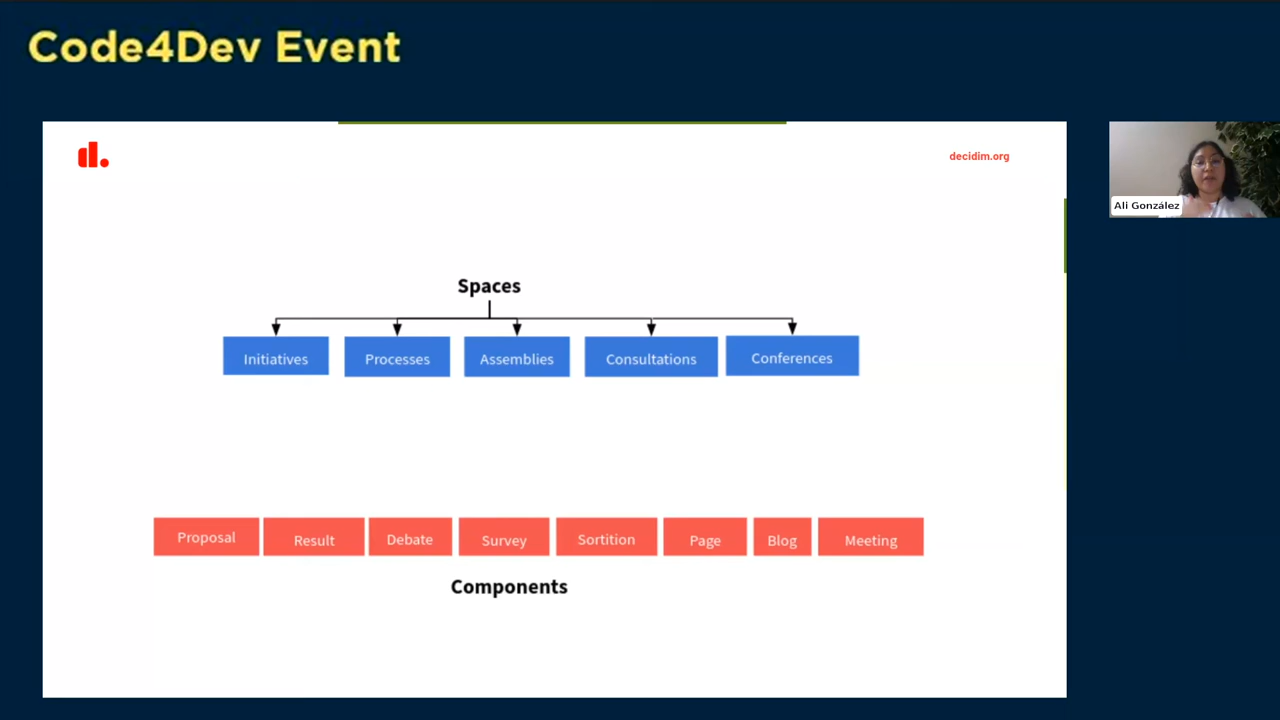 Code4Dev Event
d.
decidim.org
Ali González
Spaces
Initiatives
Processes
Assemblies
Consultations
Conferences
Proposal
Result
Debate
Survey
Sortition
Page
Blog
Meeting
Components